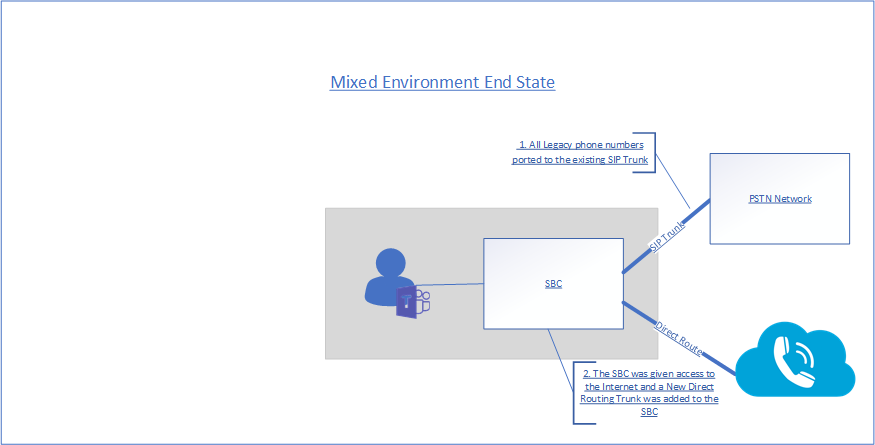 Mixed Environment End State
1. All Legacy phone numbers
ported to the existing SIP Trunk
PSTN Network
SIP Trunk
SBC
T
Direct Route
2. The SBC was given access to
the Internet and a New Direct
Routing Trunk was added to the
SBC